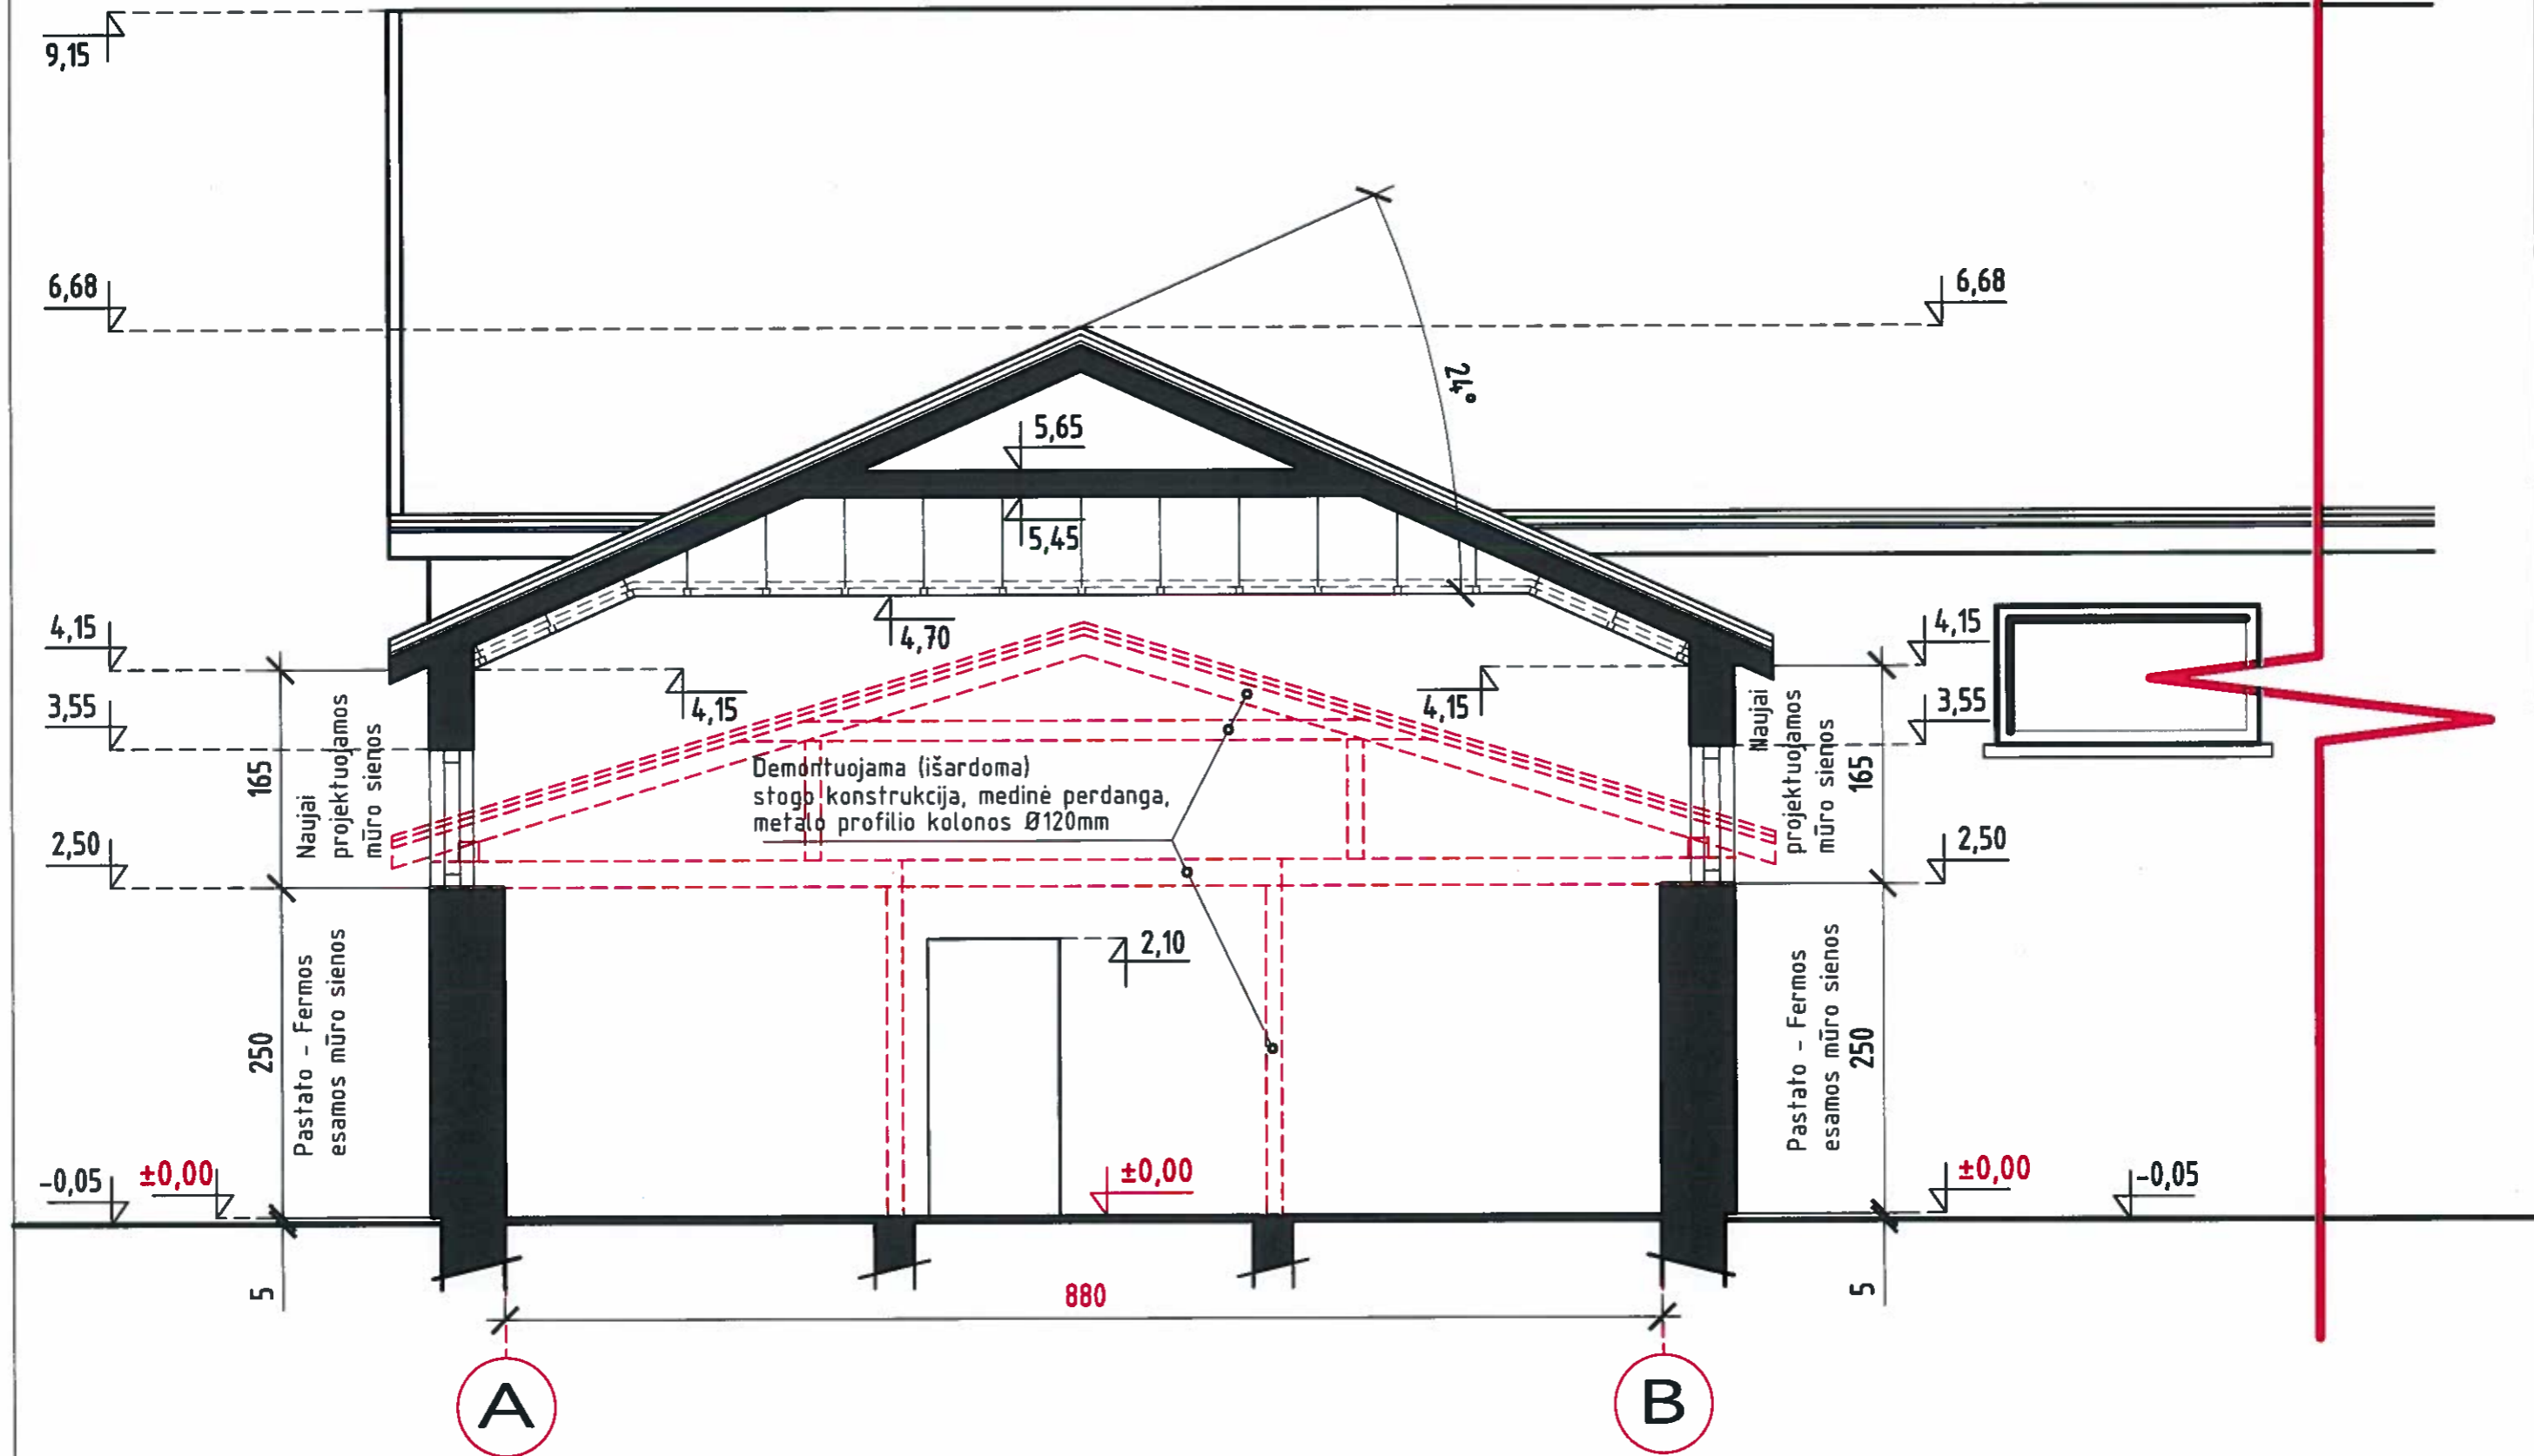 9,15
6,68
6,68
24°
5,65
5,45
4,70
4,15
4,15
4,15
4,15
3,55
3,55
165
Naujai
projektuojamos
mūro sienos
Naujai
projektuojamos
mūro sienos
165
Demontuojama (išardoma)
stogo konstrukcija, medinė perdanga,
metalo profilio kolonos Ø120mm
2,50
2,50
2,10
250
Pastato - Fermos
esamos mūro sienos
Pastato - Fermos
esamos mūro sienos
250
-0,05
±0,00
±0,00
±0,00
-0,05
5
880
5
A
B